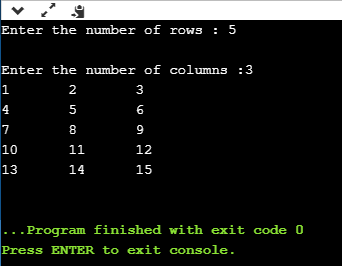 Enter the number of rows : 5
Enter the number of columns :3
1 2 3
4 5 6
7 8 9
10 11 12
13 14 15
...Program finished with exit code 0
Press ENTER to exit console.